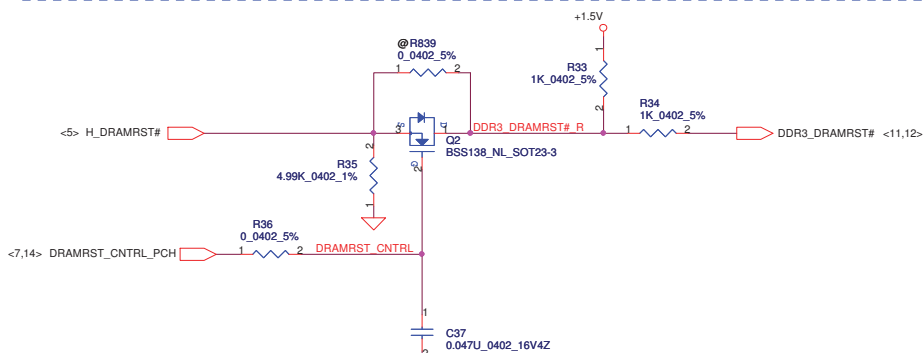 +1.5V
@R839
0_0402_5%
1
2
1
R33
1K_0402_5%
2
R34
1K_0402_5%
<5> H_DRAMRST#
3
S
D
1
DDR3_DRAMRST#_R
1
2
DDR3_DRAMRST# <11,12>
Q2
BSS138_NL_SOT23-3
G
2
2
R35
4.99K_0402_1%
1
R36
0_0402_5%
<7,14> DRAMRST_CNTRL_PCH
1
2
DRAMRST_CNTRL
1
C37
0.047U_0402_16V4Z
2